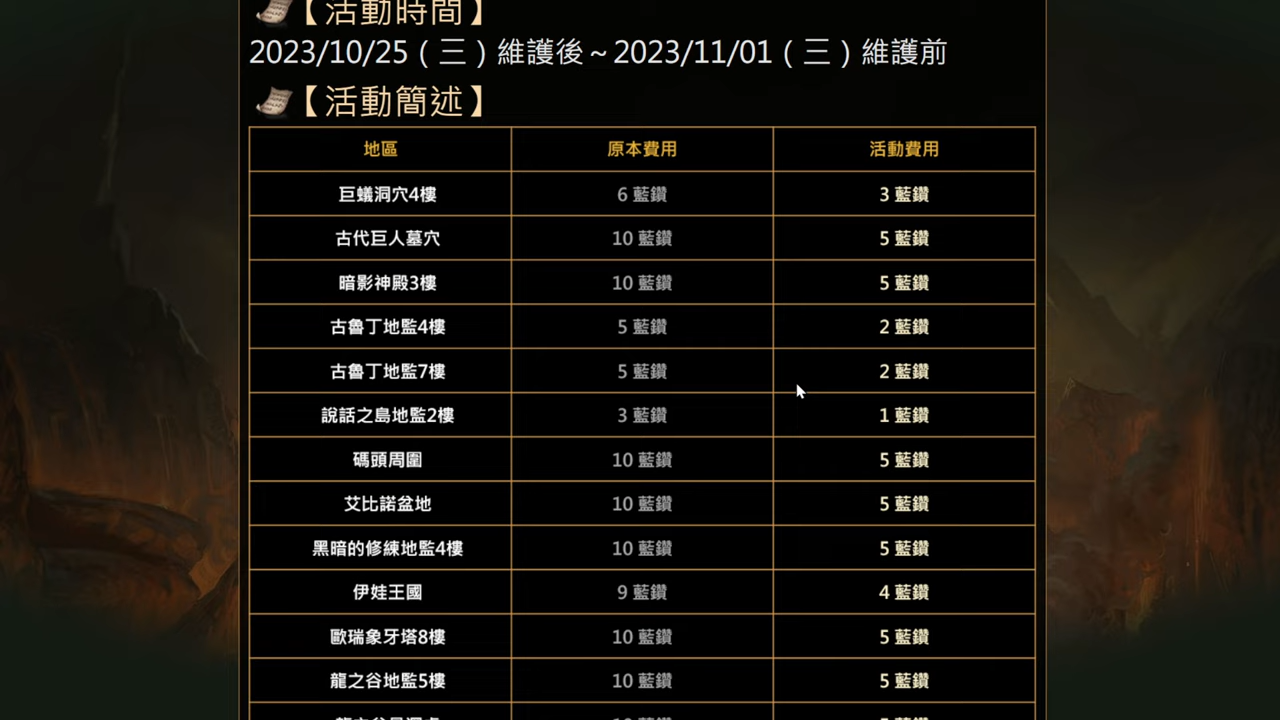 【活動時間】
2023/10/25（三）維護後～2023/11/01（三）維護前
【活動簡述】
地區 原本費用 活動費用
巨蟻洞穴4樓 6 藍鑽 3 藍鑽
古代巨人墓穴 10 藍鑽 5 藍鑽
暗影神殿3樓 10 藍鑽 5 藍鑽
古魯丁地監4樓 5 藍鑽 2 藍鑽
古魯丁地監7樓 5 藍鑽 2 藍鑽
說話之島地監2樓 3 藍鑽 1 藍鑽
碼頭周圍 10 藍鑽 5 藍鑽
艾比諾盆地 10 藍鑽 5 藍鑽
黑暗的修練地監4樓 10 藍鑽 5 藍鑽
伊娃王國 9 藍鑽 4 藍鑽
歐瑞象牙塔8樓 10 藍鑽 5 藍鑽
龍之谷地監5樓 10 藍鑽 5 藍鑽